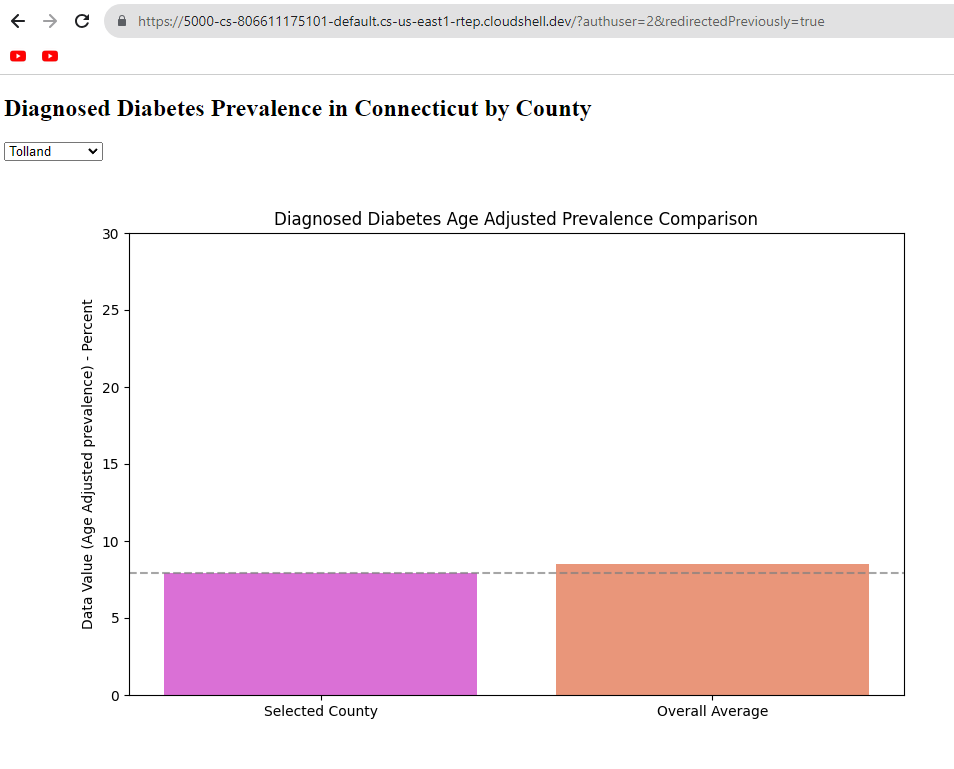 https://5000-cs-806611175101-default.cs-us-east1-rtep.cloudshell.dev/?authuser=2&redirectedPreviously=true
Diagnosed Diabetes Prevalence in Connecticut by County
Tolland
Diagnosed Diabetes Age Adjusted Prevalence Comparison
Data Value (Age Adjusted prevalence) - Percent
30
25
20
15
10
5
0
Selected County Overall Average